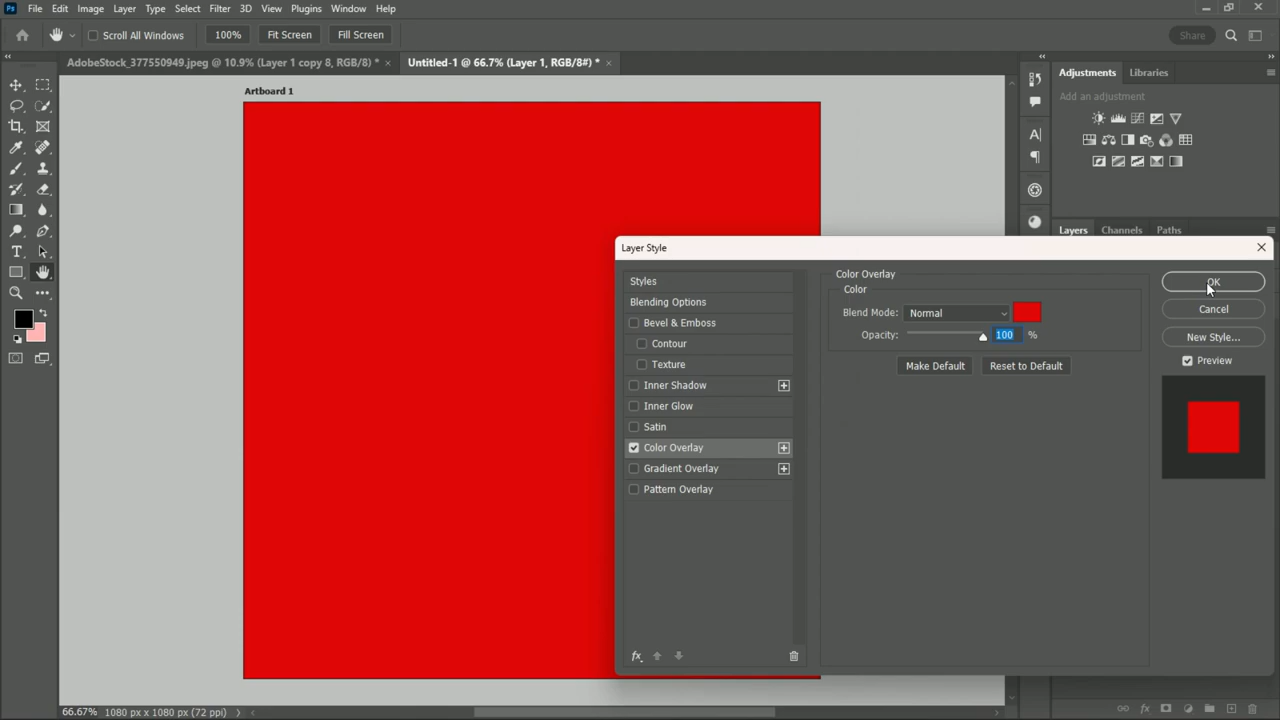 Ps File Edit Image Layer Type Select Filter 3D View Plugins Window Help
Scroll All Windows 100% Fit Screen Fill Screen Share
AdobeStock_377550949.jpeg @ 10.9% (Layer 1 copy 8, RGB/8) * × Untitled-1 @ 66.7% (Layer 1, RGB/8#) * ×
Adjustments Libraries
Artboard 1
Add an adjustment
Layers Channels Paths
Layer Style
Styles
Blending Options
Bevel & Emboss
Contour
Texture
Inner Shadow
Inner Glow
Satin
Color Overlay
Gradient Overlay
Pattern Overlay
fx
Color Overlay
Color
Blend Mode: Normal
Opacity: 100 %
Make Default Reset to Default
OK
Cancel
New Style...
Preview
66.67% 1080 px x 1080 px (72 ppi)
fx